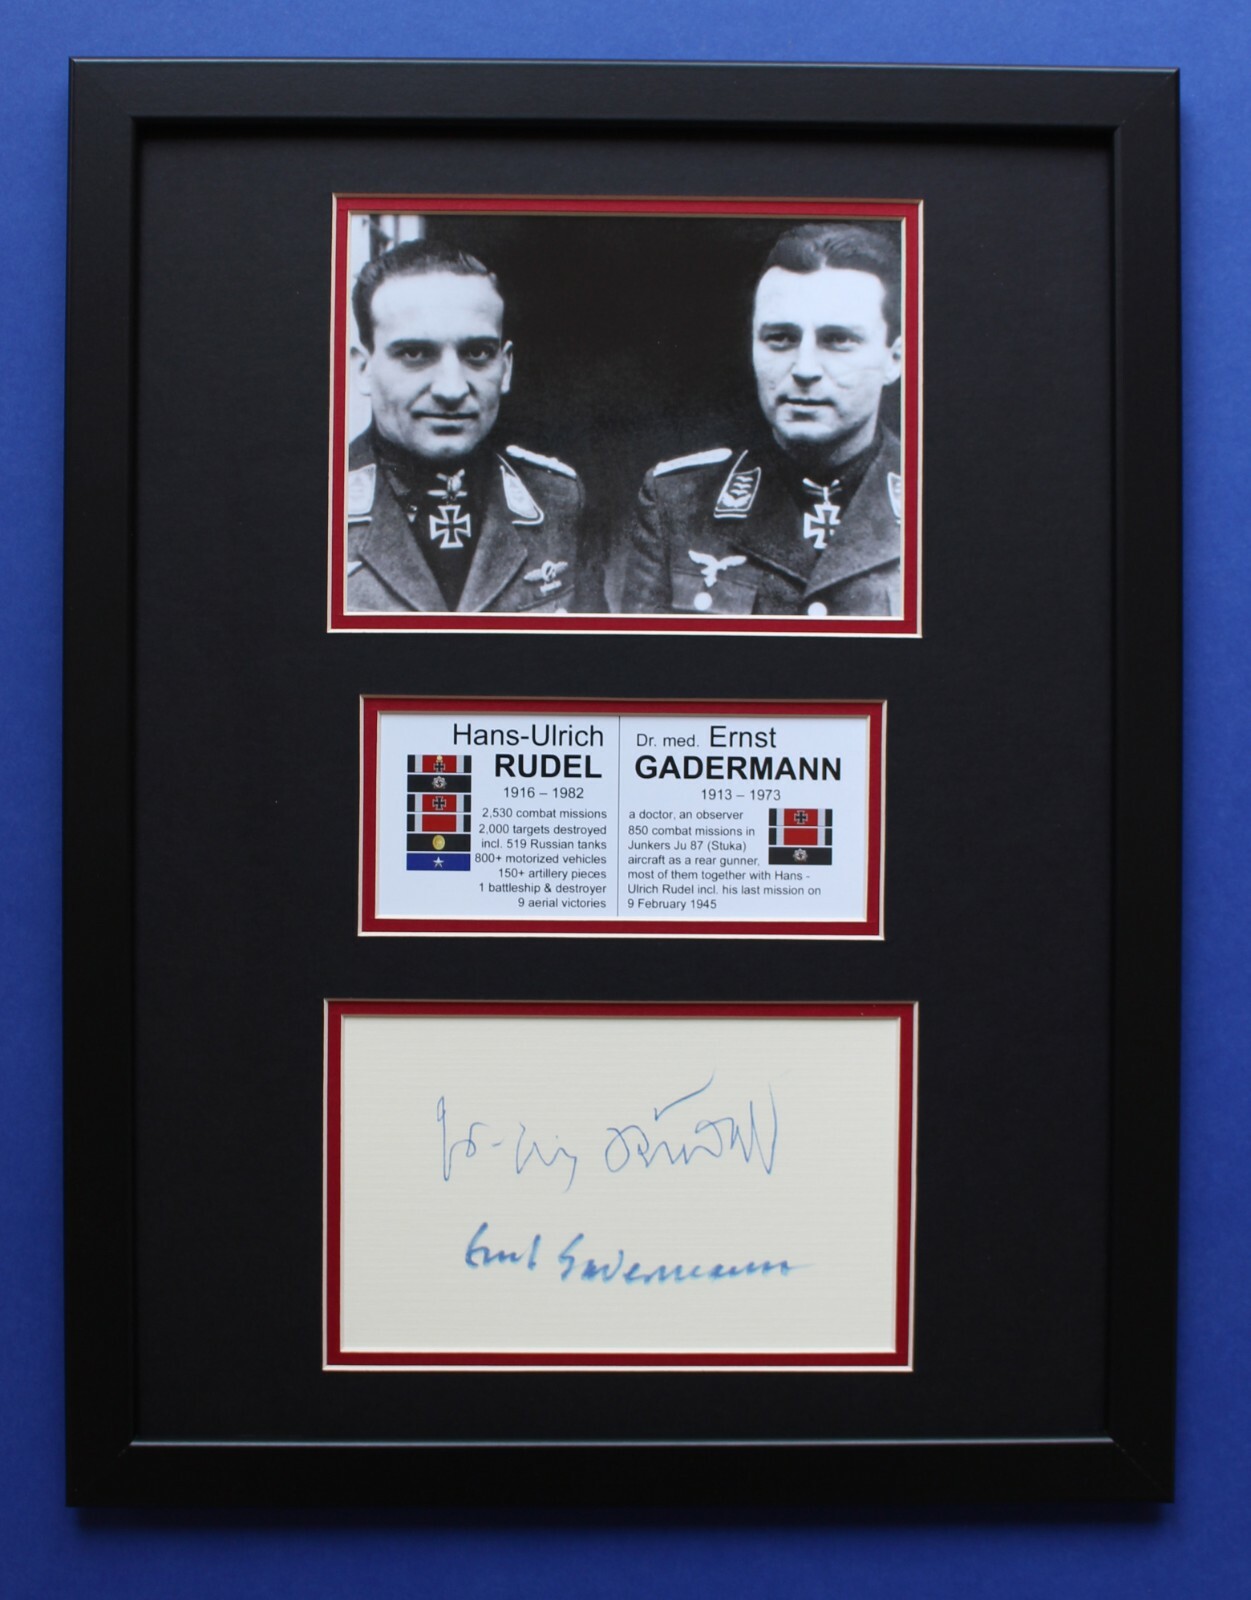 Hans-Ulrich
RUDEL
1916 – 1982
2,530 combat missions
2,000 targets destroyed
incl. 519 Russian tanks
800+ motorized vehicles
150+ artillery pieces
1 battleship & destroyer
9 aerial victories
Dr. med. Ernst
GADERMANN
1913 – 1973
a doctor, an observer
850 combat missions in
Junkers Ju 87 (Stuka)
aircraft as a rear gunner,
most of them together with Hans -
Ulrich Rudel incl. his last mission on
9 February 1945
Ernst Gadermann